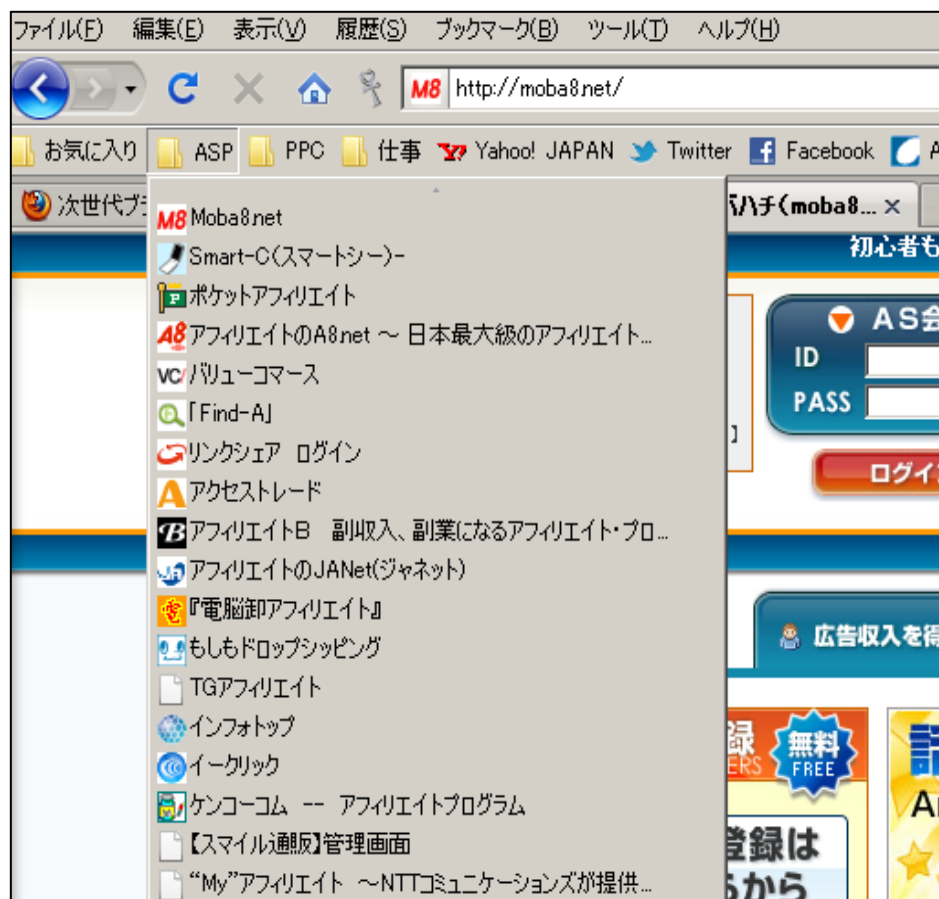 ファイル(F) 編集(E) 表示(V) 履歴(S) ブックマーク(B) ツール(T) ヘルプ(H)
M8 http://moba8.net/
お気に入り ASP PPC 仕事 Yahoo! JAPAN Twitter Facebook A
次世代ブラ
バハチ(moba8... ×
初心者も
M8 Moba8.net
Smart-C(スマートシー)-
ポケットアフィリエイト
A8 アフィリエイトのA8.net ～ 日本最大級のアフィリエイト...
VC/ バリューコマース
「Find-A」
リンクシェア ログイン
アクセストレード
B アフィリエイトB 副収入、副業になるアフィリエイト・プロ...
アフィリエイトのJANet(ジャネット)
電 『電脳卸アフィリエイト』
もしもドロップシッピング
TGアフィリエイト
インフォトップ
イークリック
ケンコーコム -- アフィリエイトプログラム
【スマイル通販】管理画面
“My”アフィリエイト ～NTTコミュニケーションズが提供...
AS会
ID
PASS
】
ログイン
広告収入を得
録
ERS
無料
FREE
登録は
らから
A